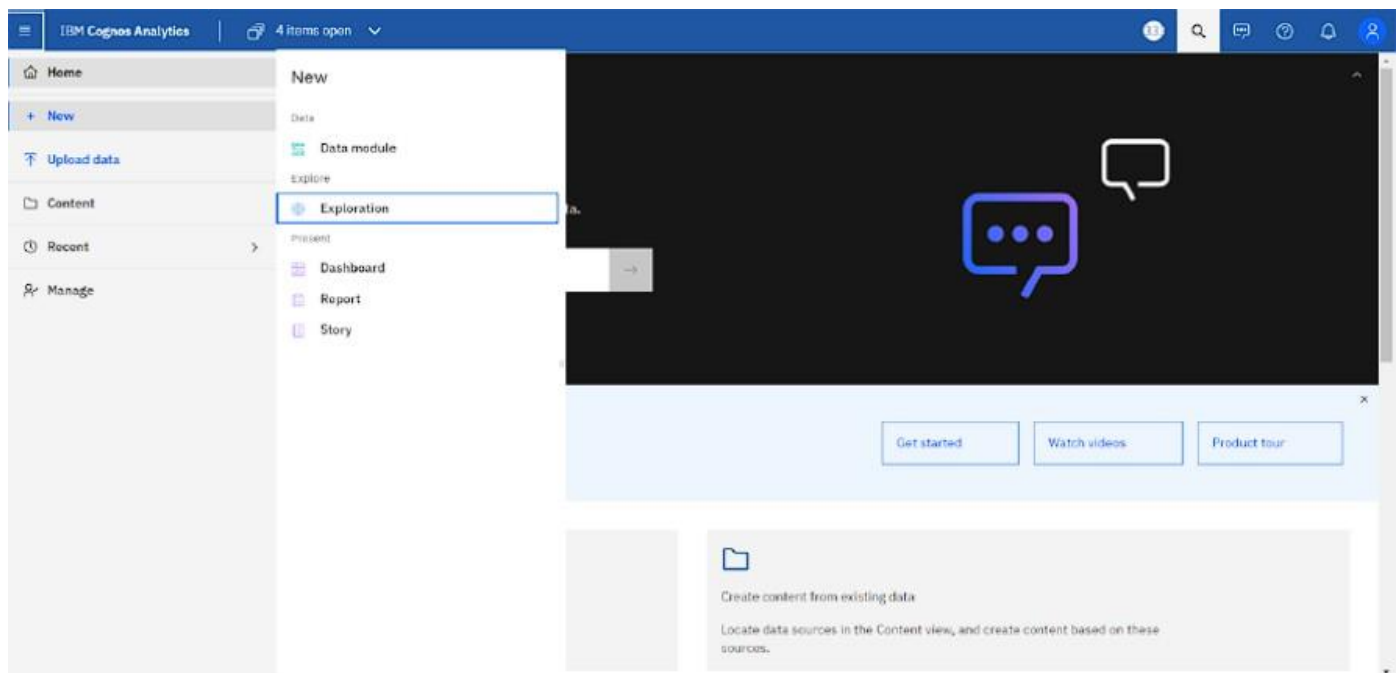 IBM Cognos Analytics
4 items open
13
Home
New
Upload data
Content
Recent
Manage
New
Data
Data module
Explore
Exploration
Present
Dashboard
Report
Story
ta.
Get started
Watch videos
Product tour
Create content from existing data
Locate data sources in the Content view, and create content based on these
sources.